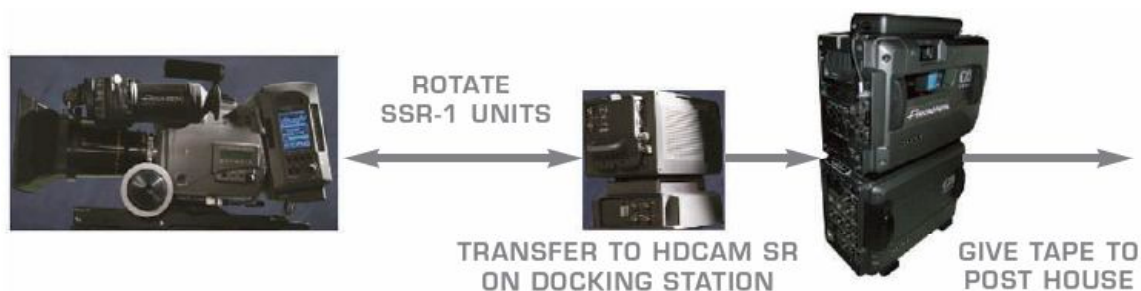 ROTATE
SSR-1 UNITS
TRANSFER TO HDCAM SR
ON DOCKING STATION
GIVE TAPE TO
POST HOUSE